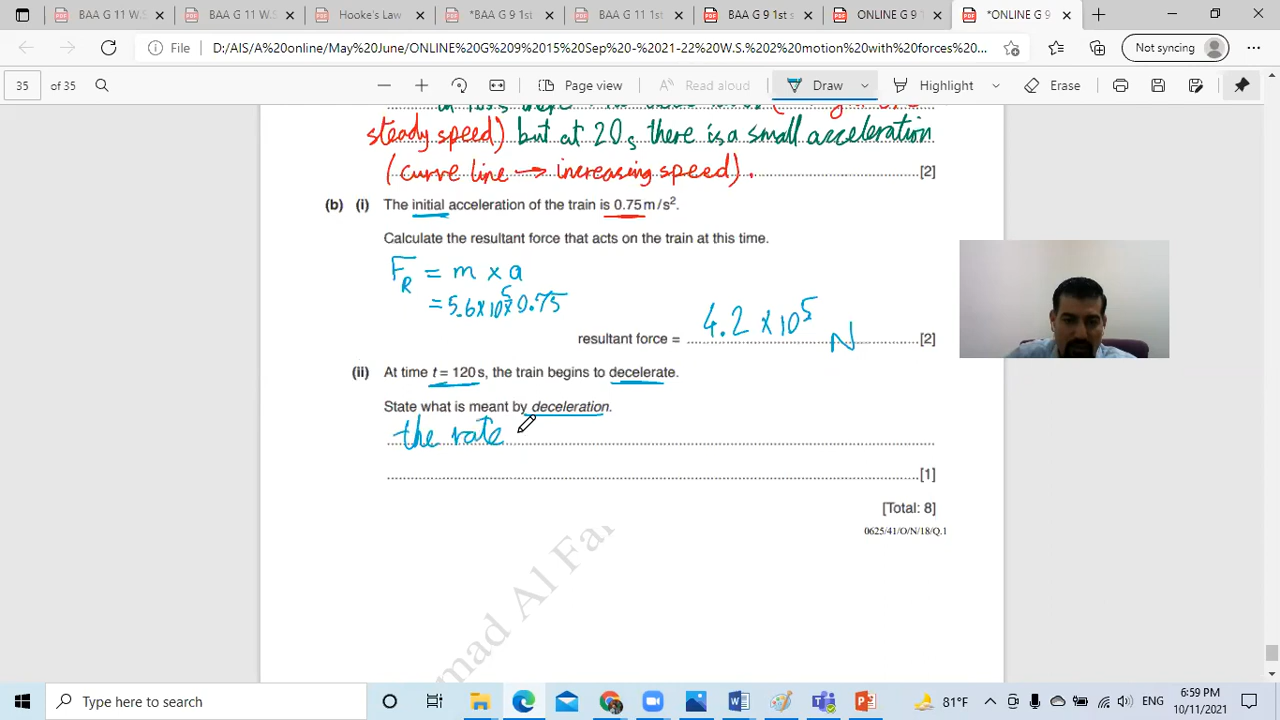 BAA G 11 W.S
BAA G 11 W.S
Hooke's Law
*BAA G 9 1st
*BAA G 11 1st
BAA G 9 1st s
ONLINE G 9 1
*ONLINE G 9
File D:/AIS/A%20online/May%20June/ONLINE%20G%209%2015%20Sep%20-%2021-22%20W.S.%202%20motion%20with%20forces%20... Not syncing
35 of 35 Page view Read aloud Draw Highlight Erase
steady speed) but at 20 s there is a small acceleration
(curve line → increasing speed). [2]
(b) (i) The initial acceleration of the train is 0.75 m/s².
Calculate the resultant force that acts on the train at this time.
F_R = m × a
= 5.6×10⁵×0.75
resultant force = 4.2 × 10⁵ N [2]
(ii) At time t = 120 s, the train begins to decelerate.
State what is meant by deceleration.
the rate
[1]
[Total: 8]
0625/41/O/N/18/Q.1
mad Al Far
Type here to search 81°F ENG 6:59 PM
10/11/2021